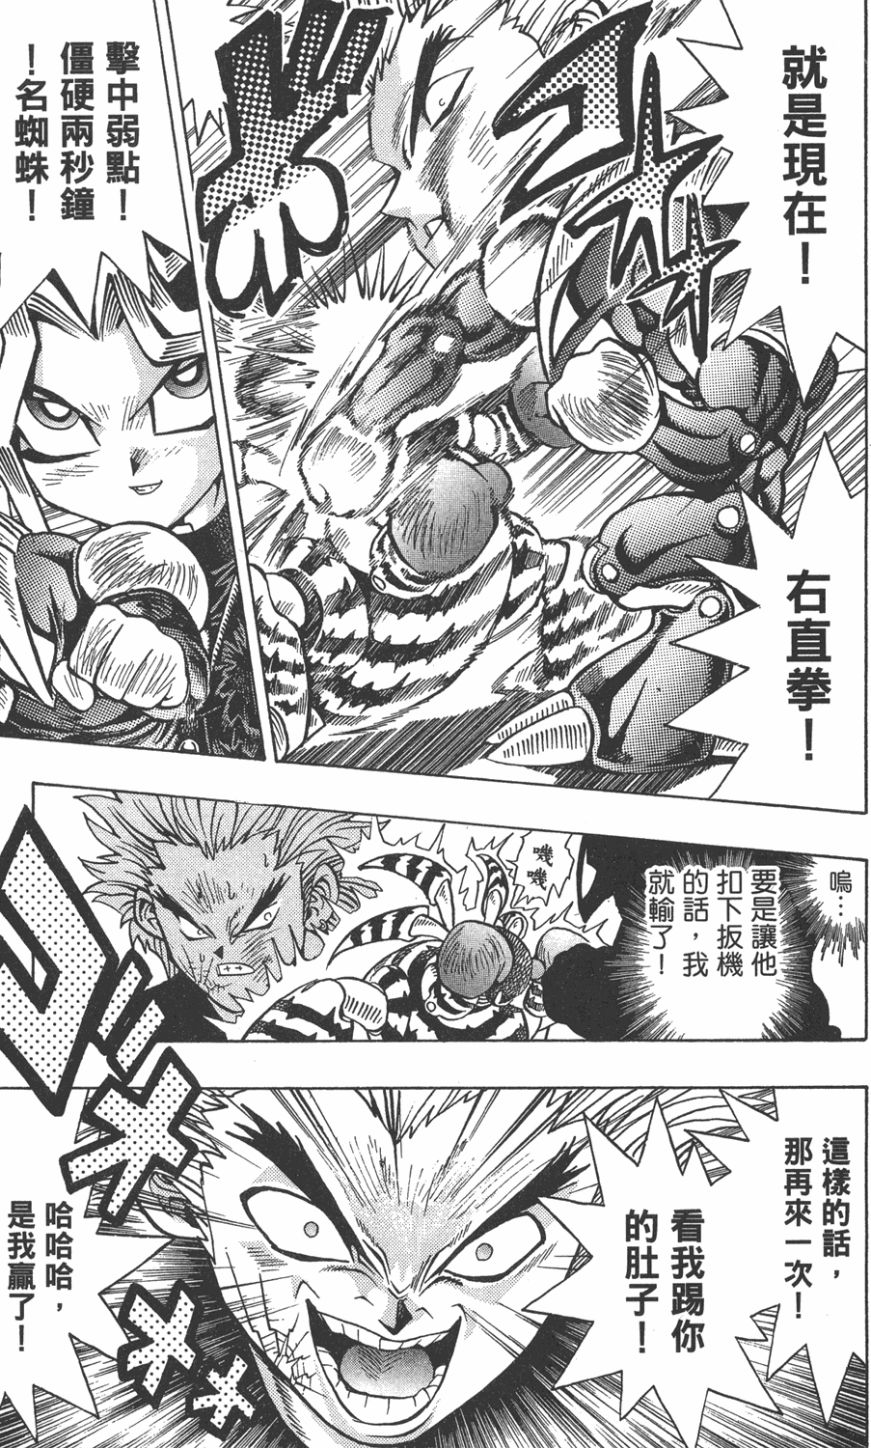 就是現在！
右直拳！
擊中弱點！
僵硬兩秒鐘
！名蜘蛛！
嗚…
要是讓他
扣下扳機
的話，我
就輸了！
嘰
嘰
這樣的話，
那再來一次！
看我踢你
的肚子！
哈哈哈，
是我贏了！